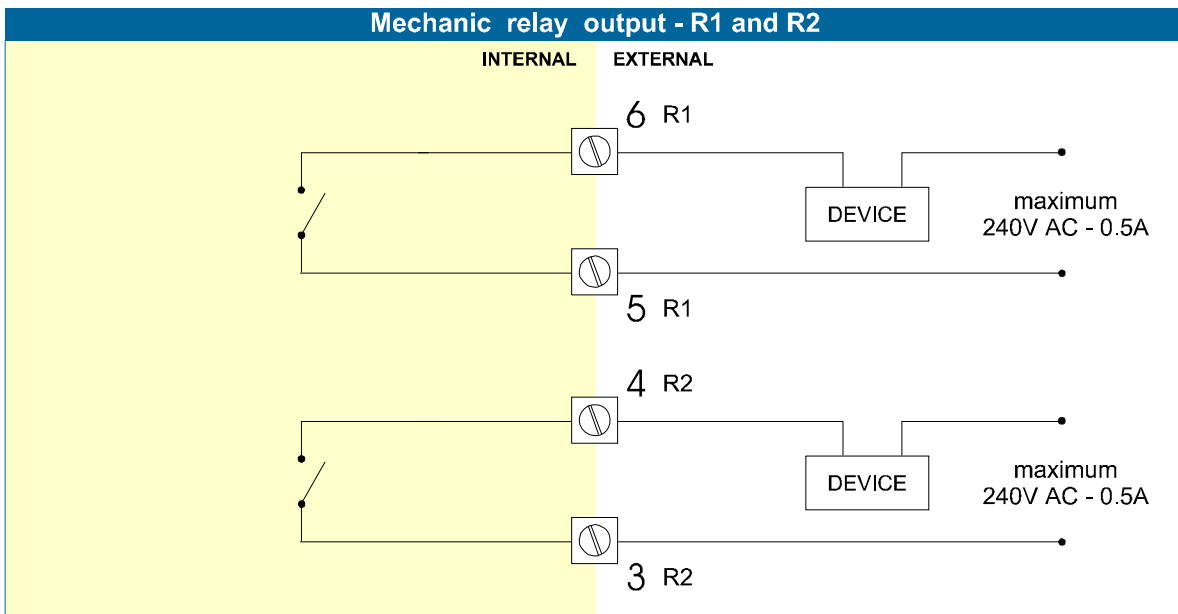 Mechanic relay output - R1 and R2
INTERNAL EXTERNAL
6 R1
DEVICE
maximum
240V AC - 0.5A
5 R1
4 R2
DEVICE
maximum
240V AC - 0.5A
3 R2